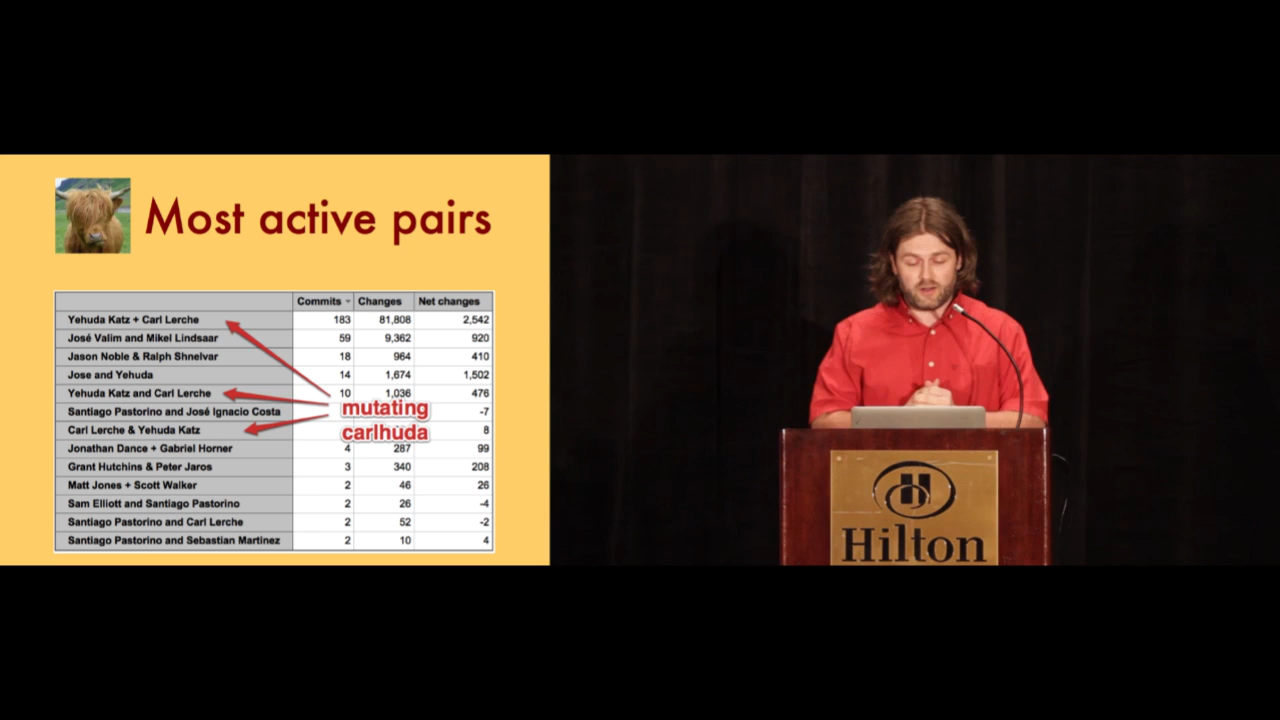 Most active pairs
Commits Changes Net changes
Yehuda Katz + Carl Lerche 183 81,808 2,542
José Valim and Mikel Lindsaar 59 9,362 920
Jason Noble & Ralph Shnelvar 18 964 410
Jose and Yehuda 14 1,674 1,502
Yehuda Katz and Carl Lerche 10 1,036 476
Santiago Pastorino and José Ignacio Costa -7
mutating
Carl Lerche & Yehuda Katz 8
carlhuda
Jonathan Dance + Gabriel Horner 4 287 99
Grant Hutchins & Peter Jaros 3 340 208
Matt Jones + Scott Walker 2 46 26
Sam Elliott and Santiago Pastorino 2 26 -4
Santiago Pastorino and Carl Lerche 2 52 -2
Santiago Pastorino and Sebastian Martinez 2 10 4
Hilton